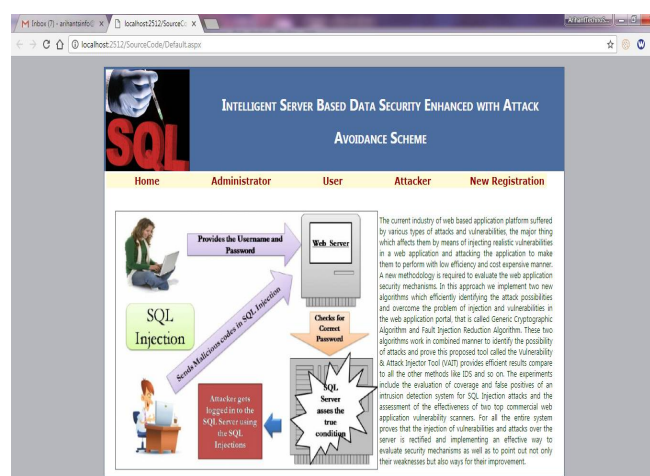 Inbox (7) - arihantsinfo@
localhost:2512/SourceCo
localhost:2512/SourceCode/Default.aspx
SQL
INTELLIGENT SERVER BASED DATA SECURITY ENHANCED WITH ATTACK
AVOIDANCE SCHEME
Home Administrator User Attacker New Registration
Provides the Username and
Password
Web Server
SQL
Injection
Sends Malicious codes in SQL Injection
Checks for
Correct
Password
Attacker gets
logged in to the
SQL Server using
the SQL
Injections
SQL
Server
asses the
true
condition
The current industry of web based application platform suffered
by various types of attacks and vulnerabilities, the major thing
which affects them by means of injecting realistic vulnerabilities
in a web application and attacking the application to make
them to perform with low efficiency and cost expensive manner.
A new methodology is required to evaluate the web application
security mechanisms. In this approach we implement two new
algorithms which efficiently identifying the attack possibilities
and overcome the problem of injection and vulnerabilities in
the web application portal, that is called Generic Cryptographic
Algorithm and Fault Injection Reduction Algorithm. These two
algorithms work in combined manner to identify the possibility
of attacks and prove this proposed tool called the Vulnerability
& Attack Injector Tool (VAIT) provides efficient results compare
to all the other methods like IDS and so on. The experiments
include the evaluation of coverage and false positives of an
intrusion detection system for SQL Injection attacks and the
assessment of the effectiveness of two top commercial web
application vulnerability scanners. For all the entire system
proves that the injection of vulnerabilities and attacks over the
server is rectified and implementing an effective way to
evaluate security mechanisms as well as to point out not only
their weaknesses but also ways for their improvement.